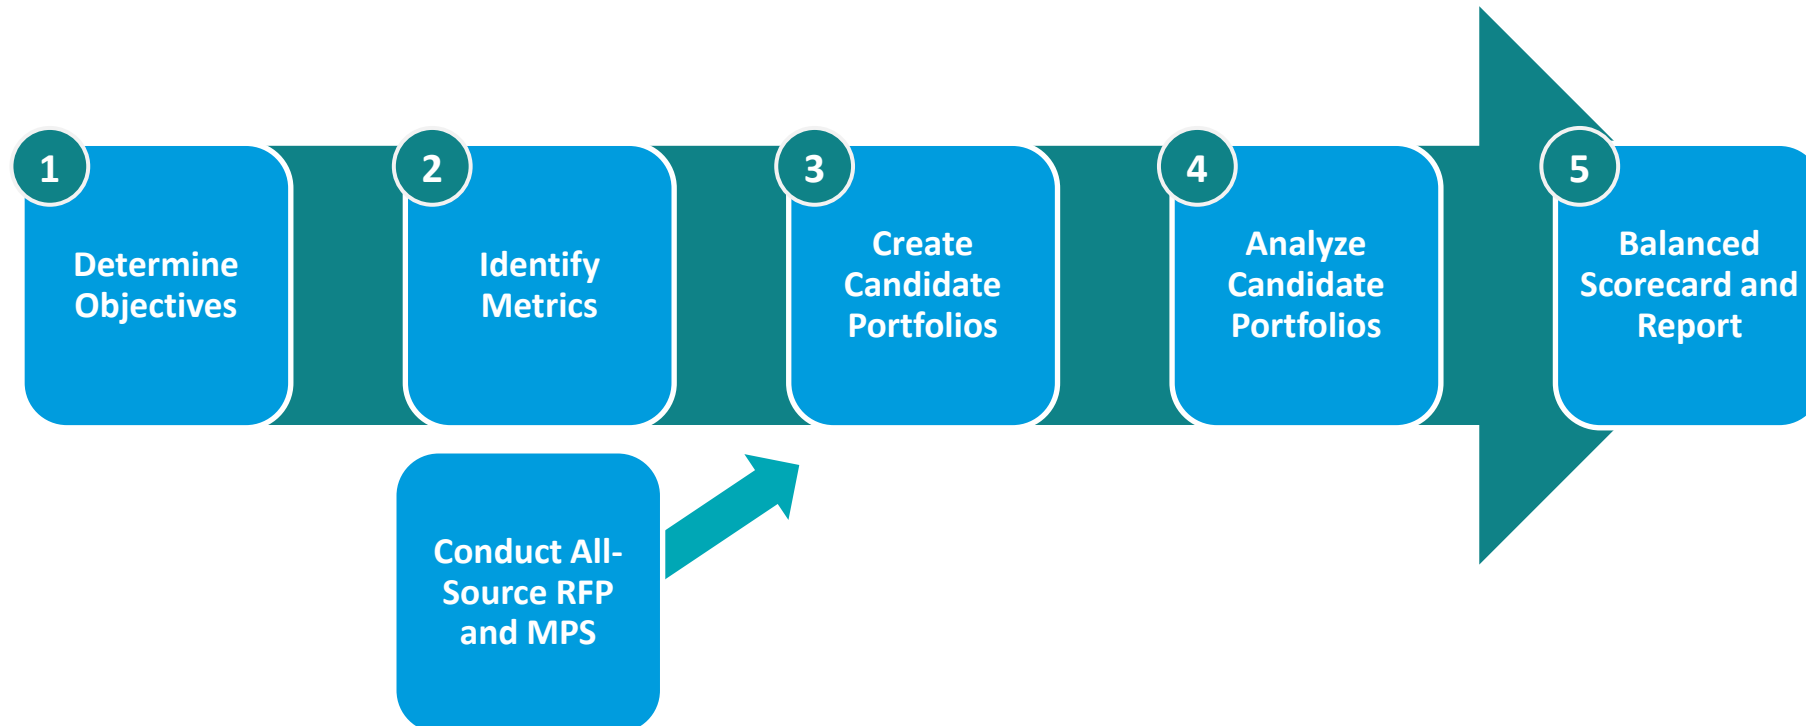 1
Determine
Objectives
2
Identify
Metrics
3
Create
Candidate
Portfolios
4
Analyze
Candidate
Portfolios
5
Balanced
Scorecard and
Report
Conduct All-
Source RFP
and MPS